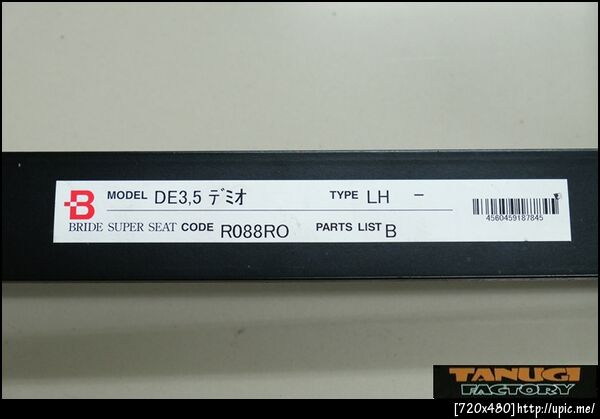 B MODEL DE3,5 デミオ TYPE LH -
BRIDE SUPER SEAT CODE R088RO PARTS LIST B
4560459187845
TANUGI
FACTORY
[720x480]http://upic.me/